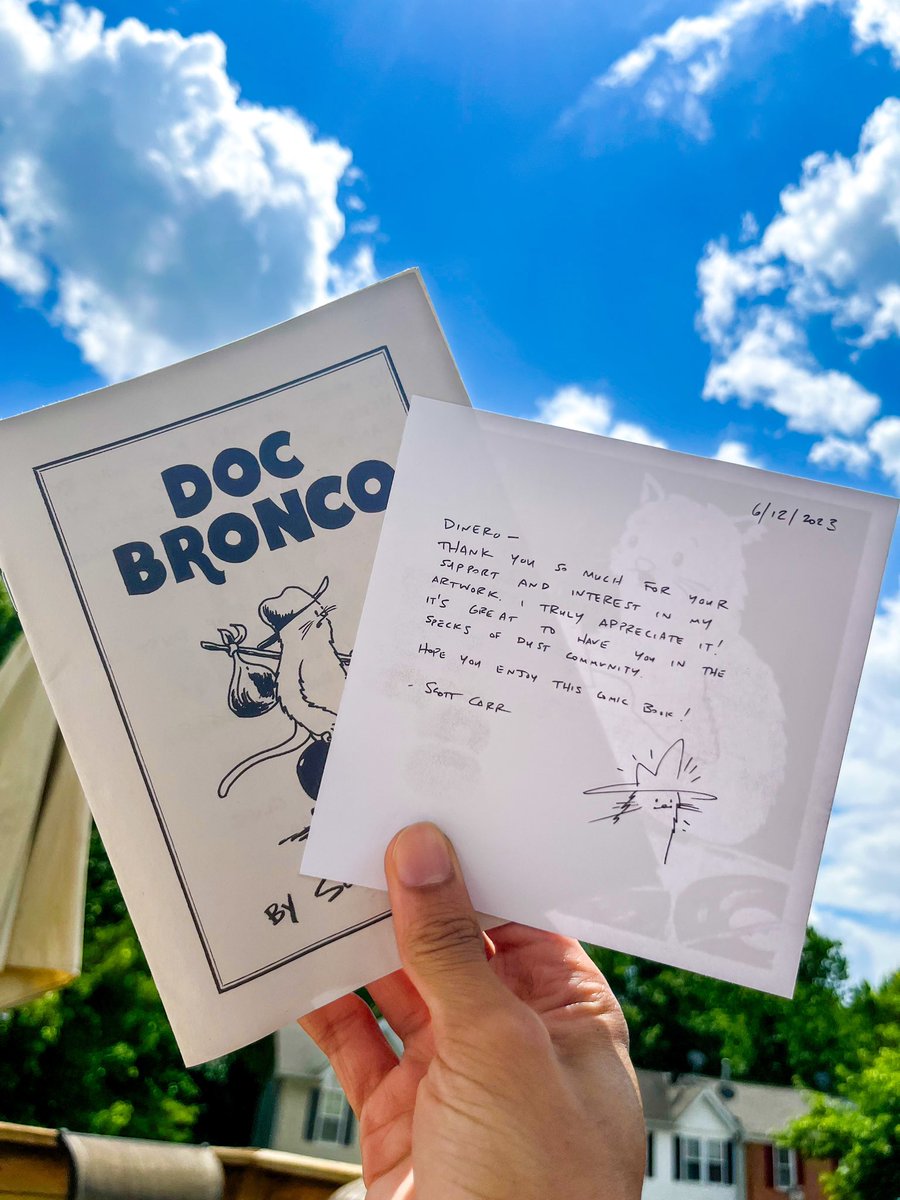 DOC
BRONCO
BY
6/12/2023
DINERO –
THANK YOU SO MUCH FOR YOUR
SUPPORT AND INTEREST IN MY
ARTWORK. I TRULY APPRECIATE IT!
IT'S GREAT TO HAVE YOU IN THE
SPECKS OF DUST COMMUNITY.
HOPE YOU ENJOY THIS COMIC BOOK!
- SCOTT CARR